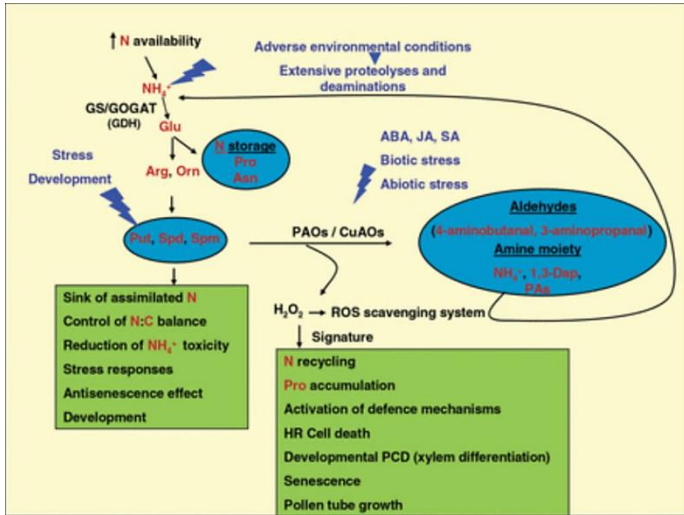 ↑ N availability
Adverse environmental conditions
Extensive proteolyses and
deaminations
NH₄⁺
GS/GOGAT
(GDH)
Glu
N storage
Pro
Asn
Arg, Orn
Stress
Development
ABA, JA, SA
Biotic stress
Abiotic stress
Put, Spd, Spm
PAOs / CuAOs
Aldehydes
(4-aminobutanal, 3-aminopropanal)
Amine moiety
NH₄⁺, 1,3-Dap,
PAs
H₂O₂
ROS scavenging system
Signature
Sink of assimilated N
Control of N:C balance
Reduction of NH₄⁺ toxicity
Stress responses
Antisenescence effect
Development
N recycling
Pro accumulation
Activation of defence mechanisms
HR Cell death
Developmental PCD (xylem differentiation)
Senescence
Pollen tube growth